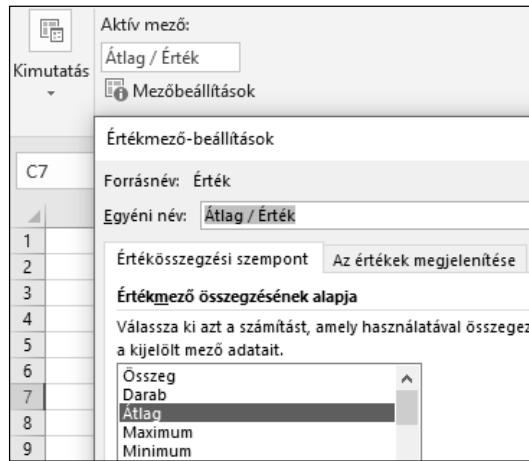 Aktív mező:
Átlag / Érték
Kimutatás
Mezőbeállítások
Értékmező-beállítások
C7
Forrásnév: Érték
Egyéni név: Átlag / Érték
Értékösszegzési szempont Az értékek megjelenítése
Értékmező összegzésének alapja
Válassza ki azt a számítást, amely használatával összegez
a kijelölt mező adatait.
Összeg
Darab
Átlag
Maximum
Minimum
1
2
3
4
5
6
7
8
9